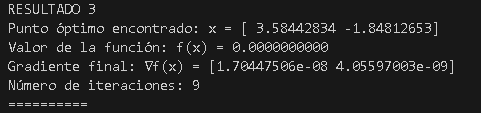 RESULTADO 3
Punto óptimo encontrado: x = [ 3.58442834 -1.84812653]
Valor de la función: f(x) = 0.0000000000
Gradiente final: ∇f(x) = [1.70447506e-08 4.05597003e-09]
Número de iteraciones: 9
==========